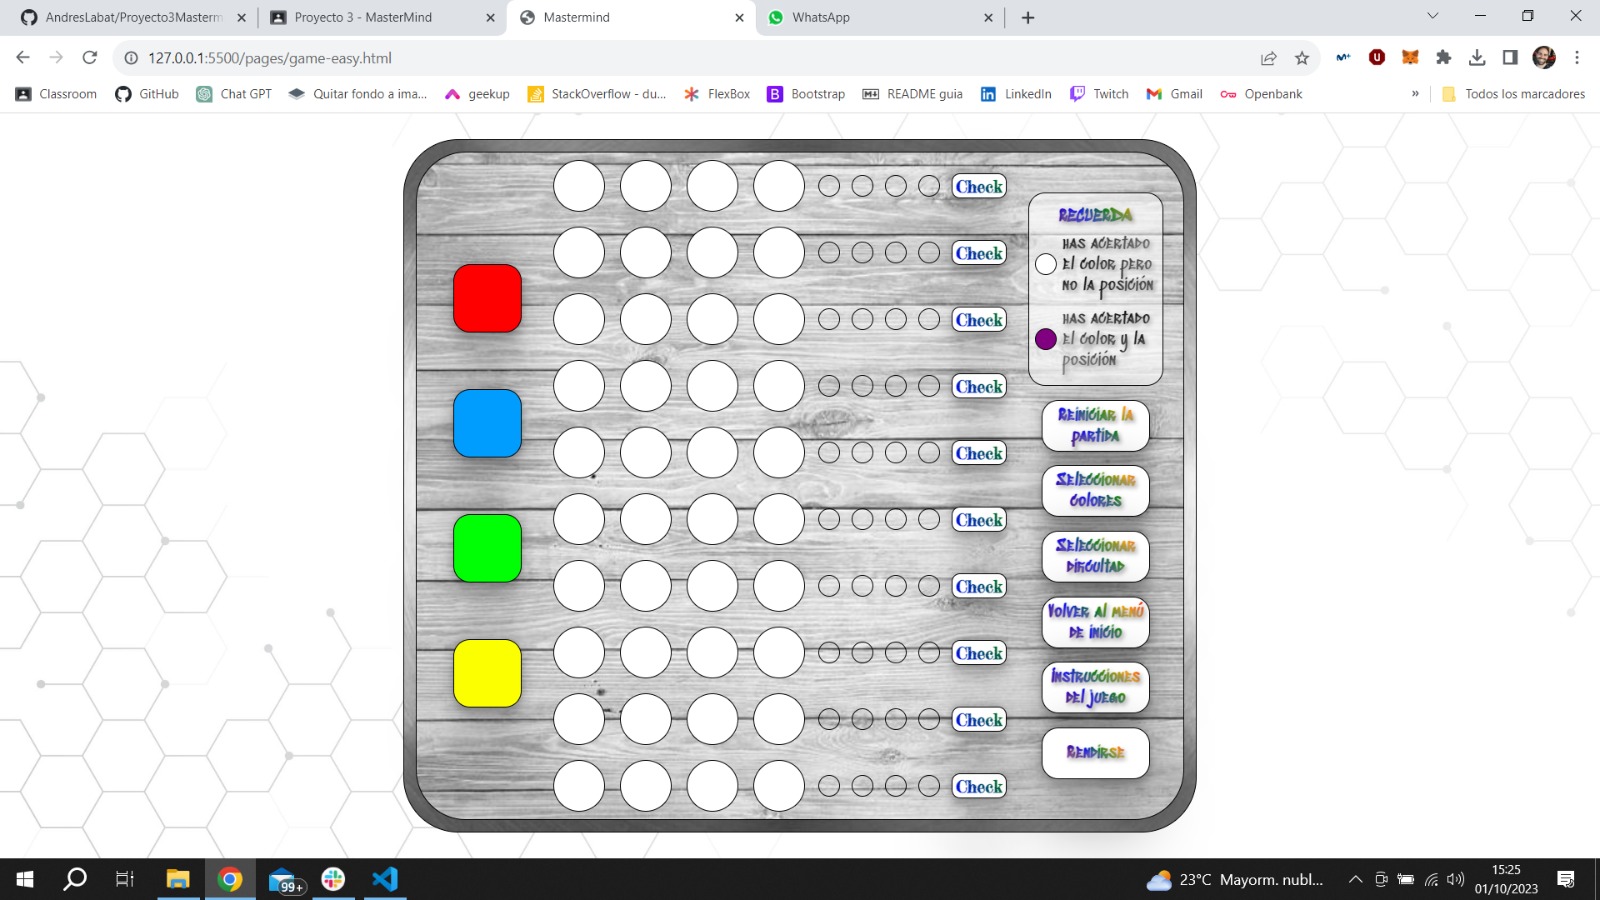 AndresLabat/Proyecto3Masterm
Proyecto 3 - MasterMind
Mastermind
WhatsApp
127.0.0.1:5500/pages/game-easy.html
Classroom
GitHub
Chat GPT
Quitar fondo a ima...
geekup
StackOverflow - du...
FlexBox
Bootstrap
README guia
LinkedIn
Twitch
Gmail
Openbank
»
Todos los marcadores
Check
Check
Check
Check
Check
Check
Check
Check
Check
Check
RECUERDA
HAS ACERTADO
El color pero
no la posición
HAS ACERTADO
El color y la
posición
Reiniciar la
partida
Seleccionar
colores
Seleccionar
dificultad
Volver al menú
de inicio
Instrucciones
del juego
Rendirse
99+
23°C Mayorm. nubl...
15:25
01/10/2023